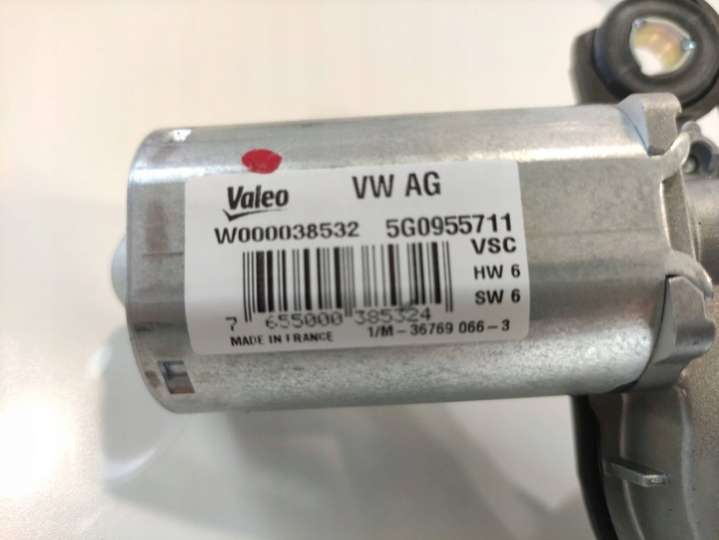 Valeo VW AG
W000038532 5G0955711
VSC
HW 6
SW 6
7 655000 385324
MADE IN FRANCE 1/M-36769 066-3